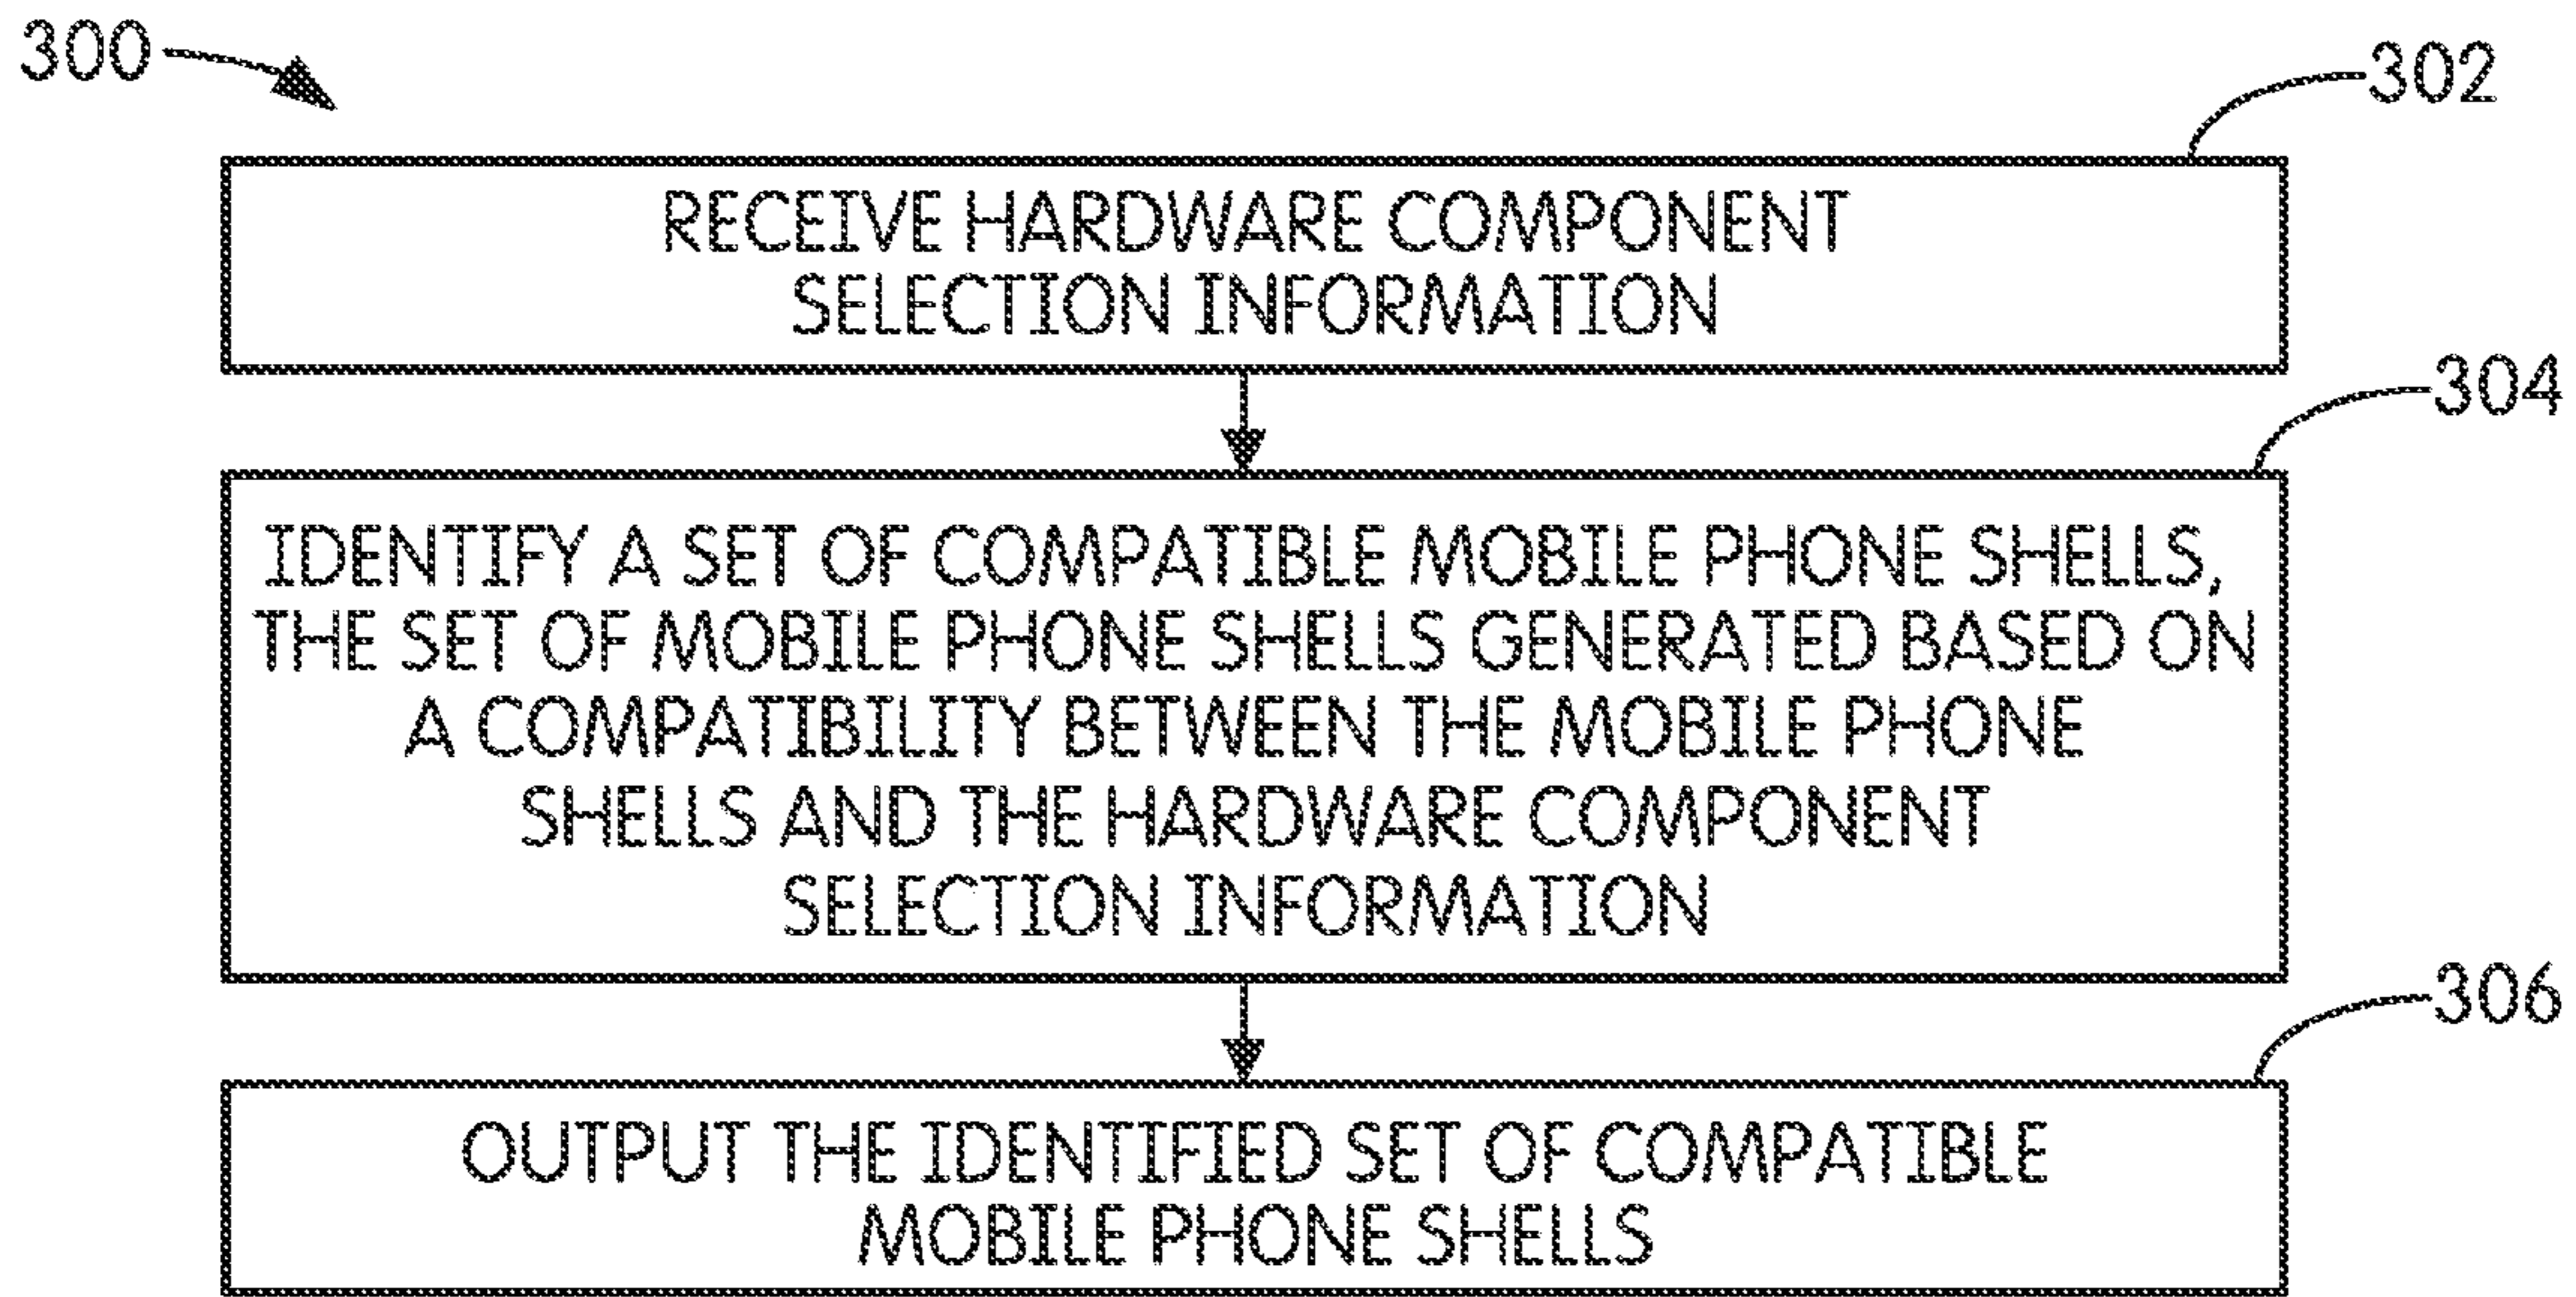 300
302
RECEIVE HARDWARE COMPONENT
SELECTION INFORMATION
304
IDENTIFY A SET OF COMPATIBLE MOBILE PHONE SHELLS,
THE SET OF MOBILE PHONE SHELLS GENERATED BASED ON
A COMPATIBILITY BETWEEN THE MOBILE PHONE
SHELLS AND THE HARDWARE COMPONENT
SELECTION INFORMATION
306
OUTPUT THE IDENTIFIED SET OF COMPATIBLE
MOBILE PHONE SHELLS